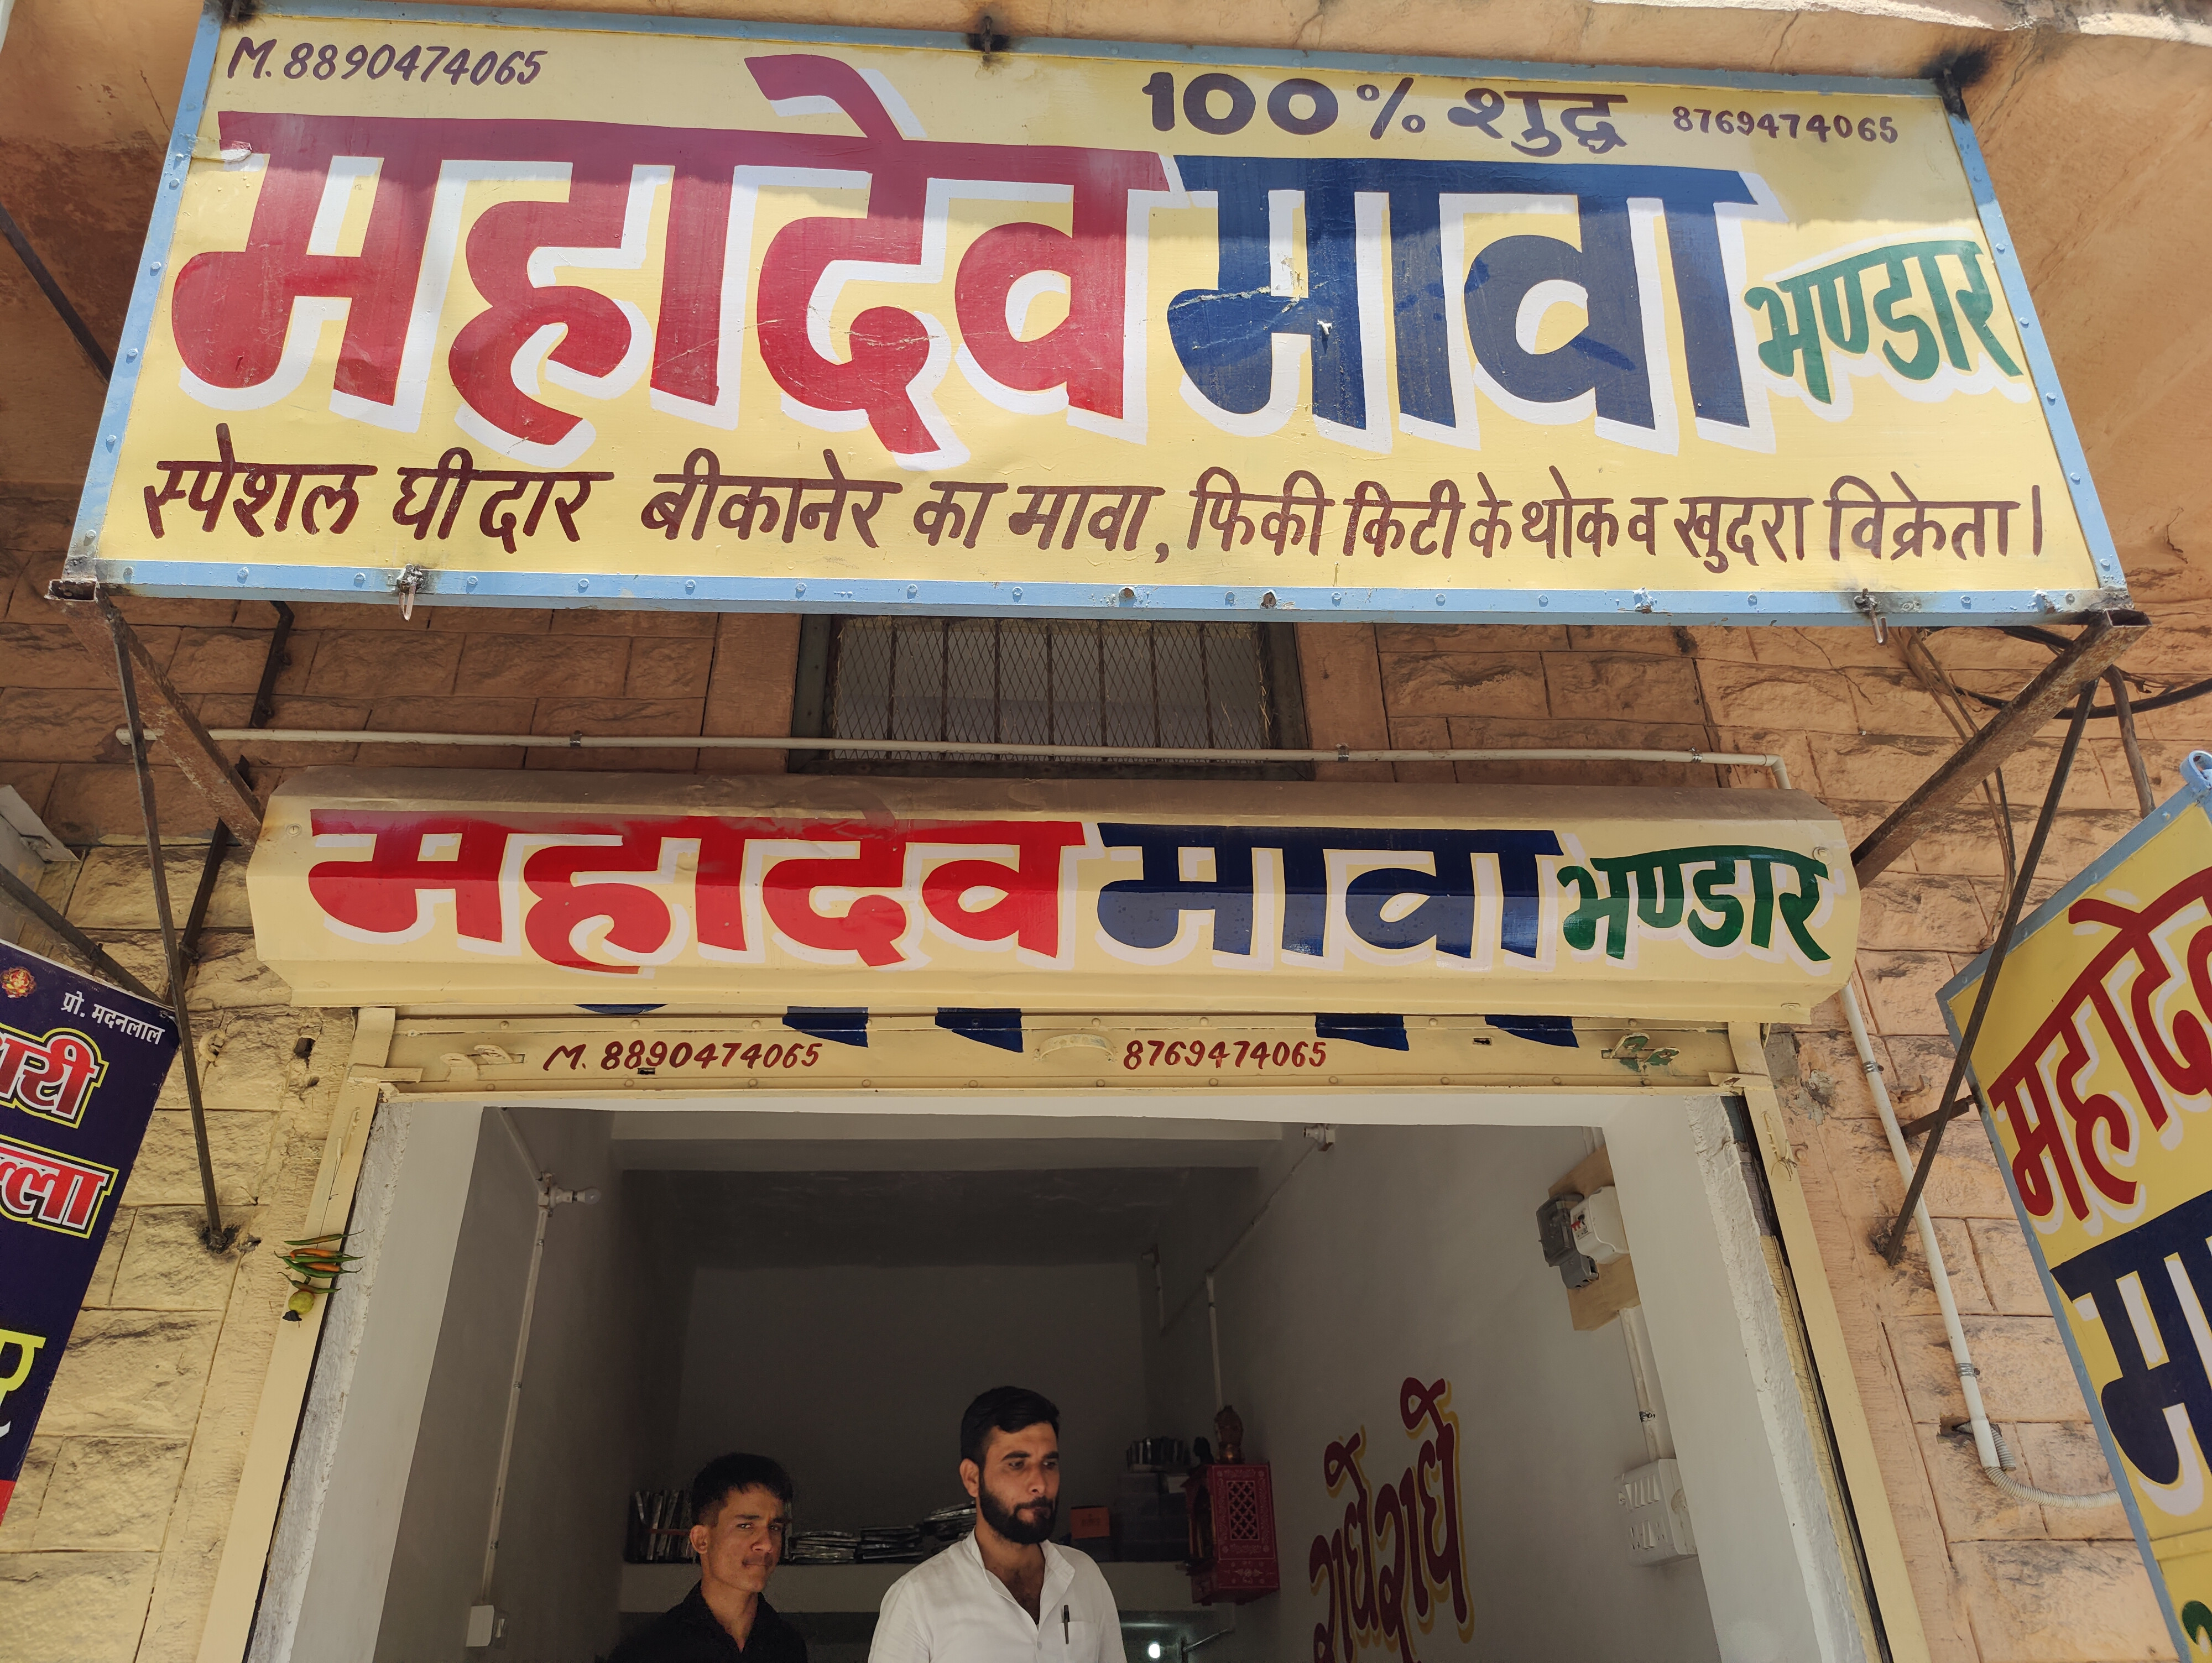 M. 8890474065
100% शुद्ध 8769474065
महादेव मावा भण्डार
स्पेशल घीदार बीकानेर का मावा, फिकी किटी के थोक व खुदरा विक्रेता।
महादेव मावा भण्डार
M. 8890474065 8769474065
प्रो. मदनलाल
राधे राधे